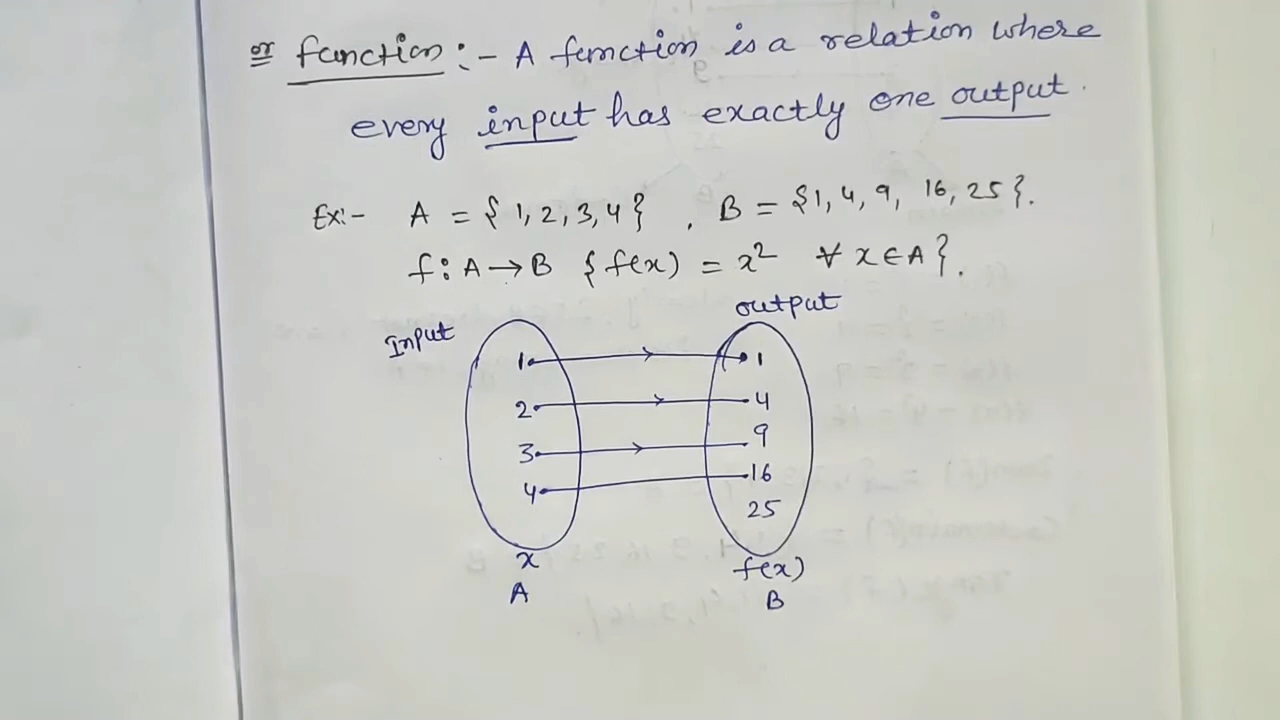 or function :- A function is a relation where
every input has exactly one output.
Ex:- A = {1, 2, 3, 4} , B = {1, 4, 9, 16, 25}.
f : A → B {f(x) = x² ∀ x ∈ A}.
Input output
1 1
2 4
3 9
4 16
25
x f(x)
A B